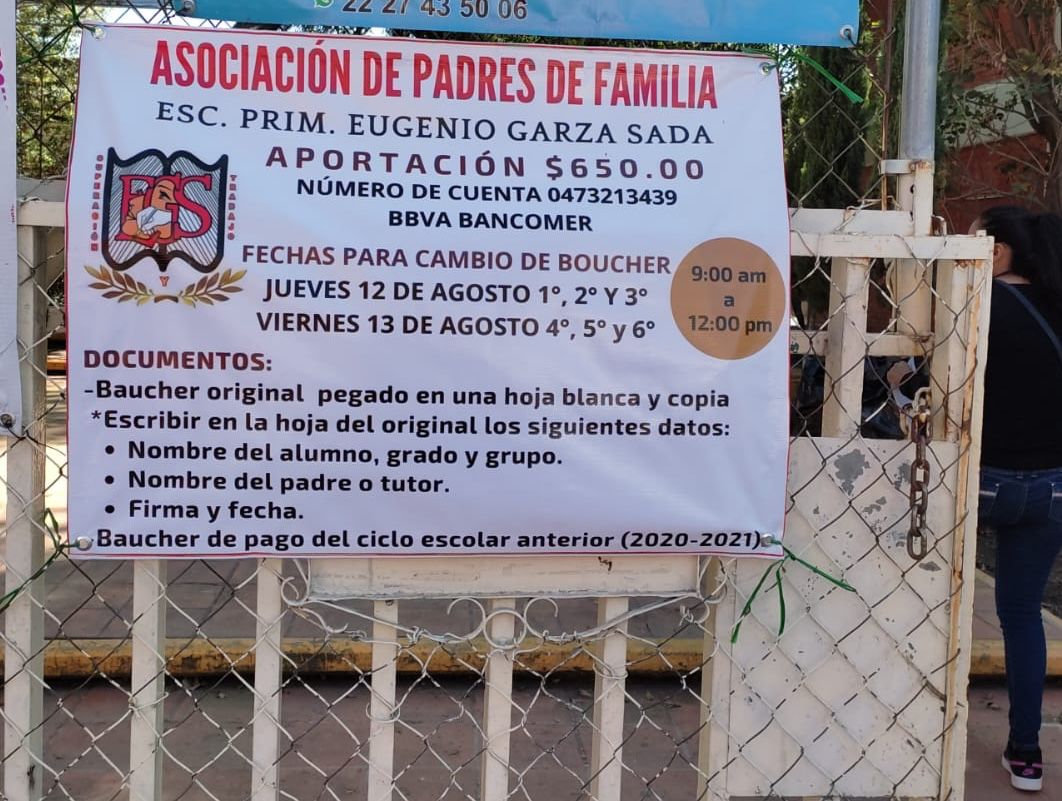 22 27 43 50 06
ASOCIACIÓN DE PADRES DE FAMILIA
ESC. PRIM. EUGENIO GARZA SADA
APORTACIÓN $650.00
NÚMERO DE CUENTA 0473213439
BBVA BANCOMER
SUPERACIÓN
EGS
TRABAJO
Y
FECHAS PARA CAMBIO DE BOUCHER
JUEVES 12 DE AGOSTO 1°, 2° Y 3°
VIERNES 13 DE AGOSTO 4°, 5° y 6°
9:00 am
a
12:00 pm
DOCUMENTOS:
-Baucher original pegado en una hoja blanca y copia
*Escribir en la hoja del original los siguientes datos:
• Nombre del alumno, grado y grupo.
• Nombre del padre o tutor.
• Firma y fecha.
-Baucher de pago del ciclo escolar anterior (2020-2021)